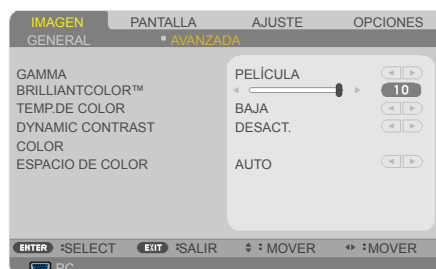 IMAGEN PANTALLA AJUSTE OPCIONES
GENERAL • AVANZADA
GAMMA PELÍCULA
BRILLIANTCOLOR™ 10
TEMP.DE COLOR BAJA
DYNAMIC CONTRAST DESACT.
COLOR
ESPACIO DE COLOR AUTO
ENTER :SELECT EXIT :SALIR :MOVER :MOVER
PC